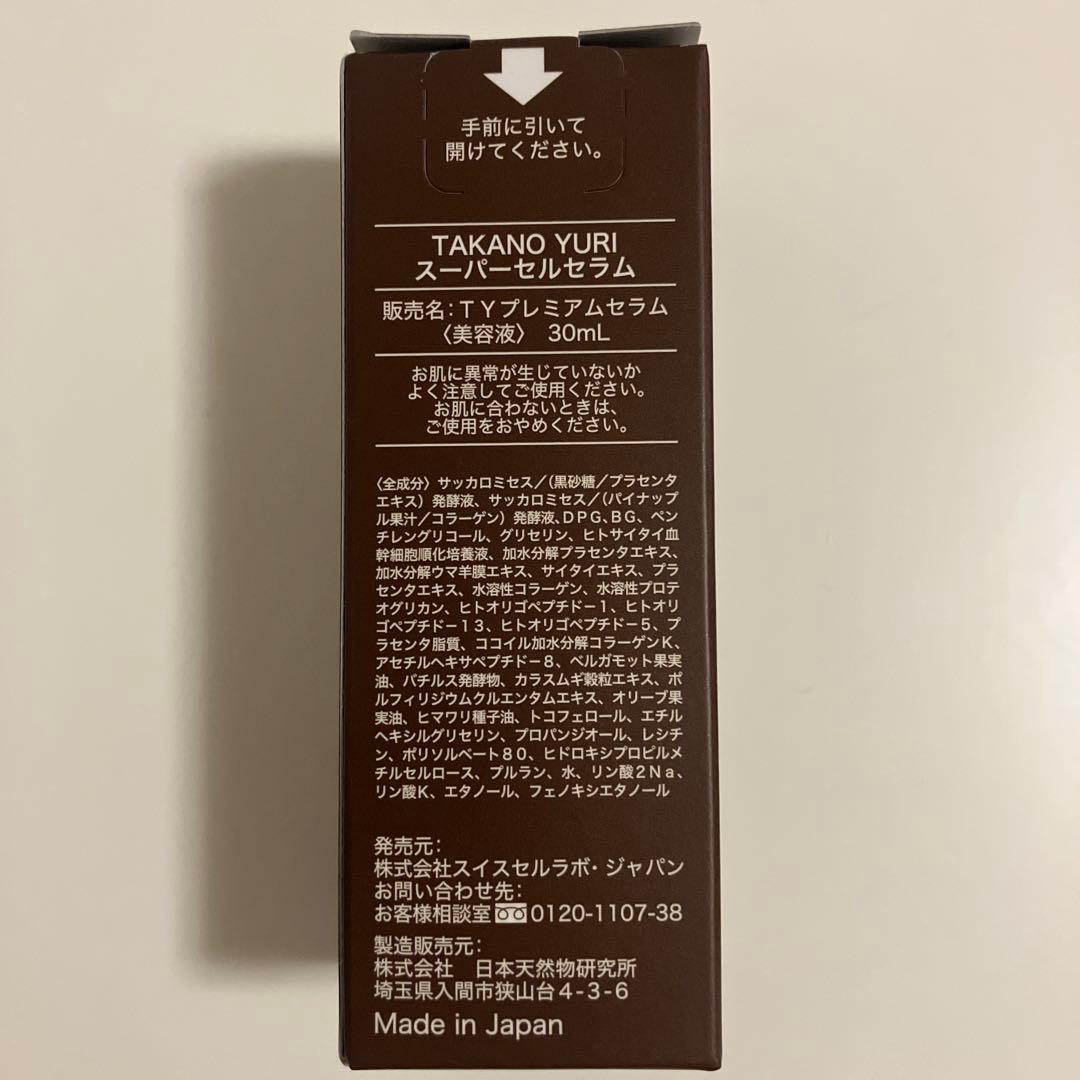 手前に引いて
開けてください。
TAKANO YURI
スーパーセルセラム
販売名:TYプレミアムセラム
〈美容液〉 30mL
お肌に異常が生じていないか
よく注意してご使用ください。
お肌に合わないときは、
ご使用をおやめください。
〈全成分〉サッカロミセス/(黒砂糖/プラセンタ
エキス)発酵液、サッカロミセス/(パイナップ
ル果汁/コラーゲン)発酵液、DPG、BG、ペン
チレングリコール、グリセリン、ヒトサイタイ血
幹細胞順化培養液、加水分解プラセンタエキス、
加水分解ウマ羊膜エキス、サイタイエキス、プラ
センタエキス、水溶性コラーゲン、水溶性プロテ
オグリカン、ヒトオリゴペプチド-1、ヒトオリ
ゴペプチド-13、ヒトオリゴペプチド-5、プ
ラセンタ脂質、ココイル加水分解コラーゲンK、
アセチルヘキサペプチド-8、ベルガモット果実
油、バチルス発酵物、カラスムギ穀粒エキス、ポ
ルフィリジウムクルエンタムエキス、オリーブ果
実油、ヒマワリ種子油、トコフェロール、エチル
ヘキシルグリセリン、プロパンジオール、レシチ
ン、ポリソルベート80、ヒドロキシプロピルメ
チルセルロース、プルラン、水、リン酸2Na、
リン酸K、エタノール、フェノキシエタノール
発売元:
株式会社スイスセルラボ・ジャパン
お問い合わせ先:
お客様相談室 0120-1107-38
製造販売元:
株式会社 日本天然物研究所
埼玉県入間市狭山台4-3-6
Made in Japan